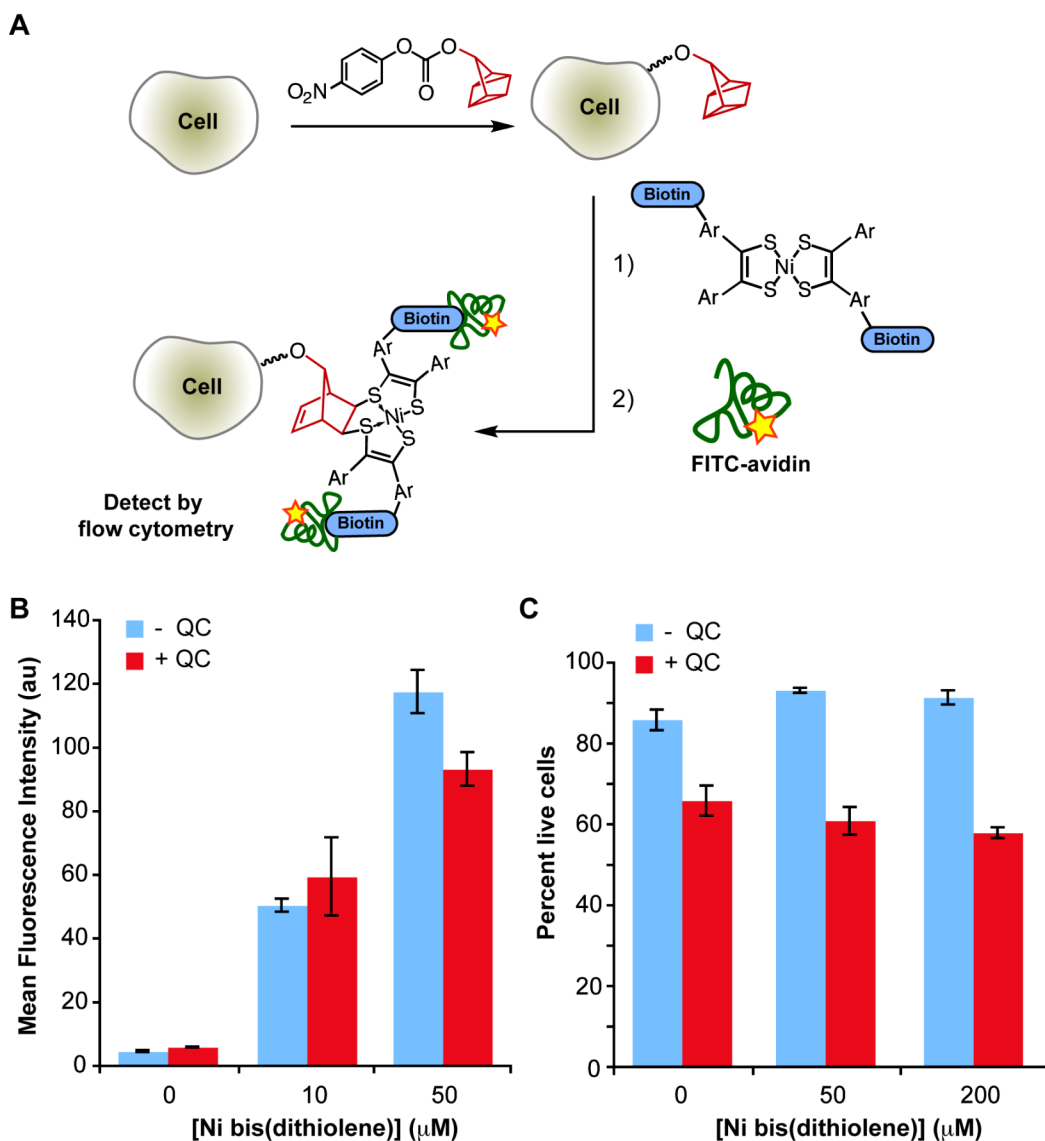 A
O₂N
O
O
O
Cell
O
Cell
Biotin
Ar
S
S
Ar
Ni
Ar
S
S
Ar
Biotin
1)
2)
FITC-avidin
Biotin
Ar
Ar
O
Cell
S
S
Ni
S
S
Ar
Ar
Biotin
Detect by
flow cytometry
B
- QC
+ QC
Mean Fluorescence Intensity (au)
140
120
100
80
60
40
20
0
0
10
50
[Ni bis(dithiolene)] (μM)
C
- QC
+ QC
Percent live cells
100
80
60
60
20
0
0
50
200
[Ni bis(dithiolene)] (μM)